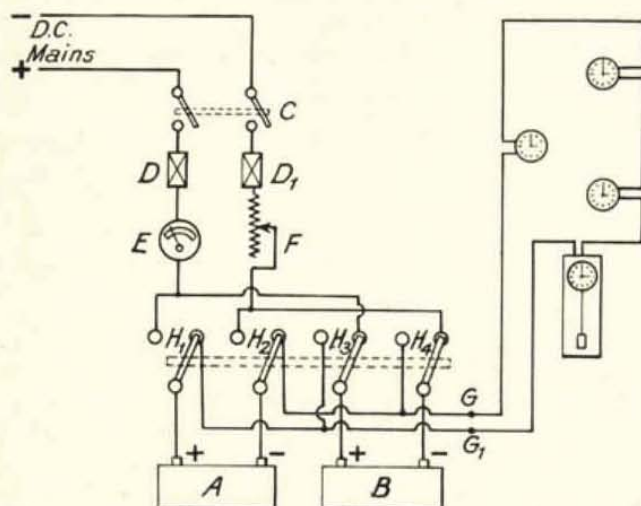 − D.C.
+ Mains
C
D D₁
E F
H₁ H₂ H₃ H₄
G
G₁
+ − + −
A B